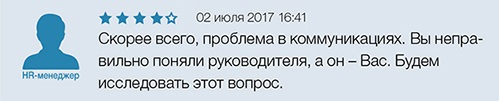 02 июля 2017 16:41
Скорее всего, проблема в коммуникациях. Вы непра-
вильно поняли руководителя, а он – Вас. Будем
исследовать этот вопрос.
HR-менеджер